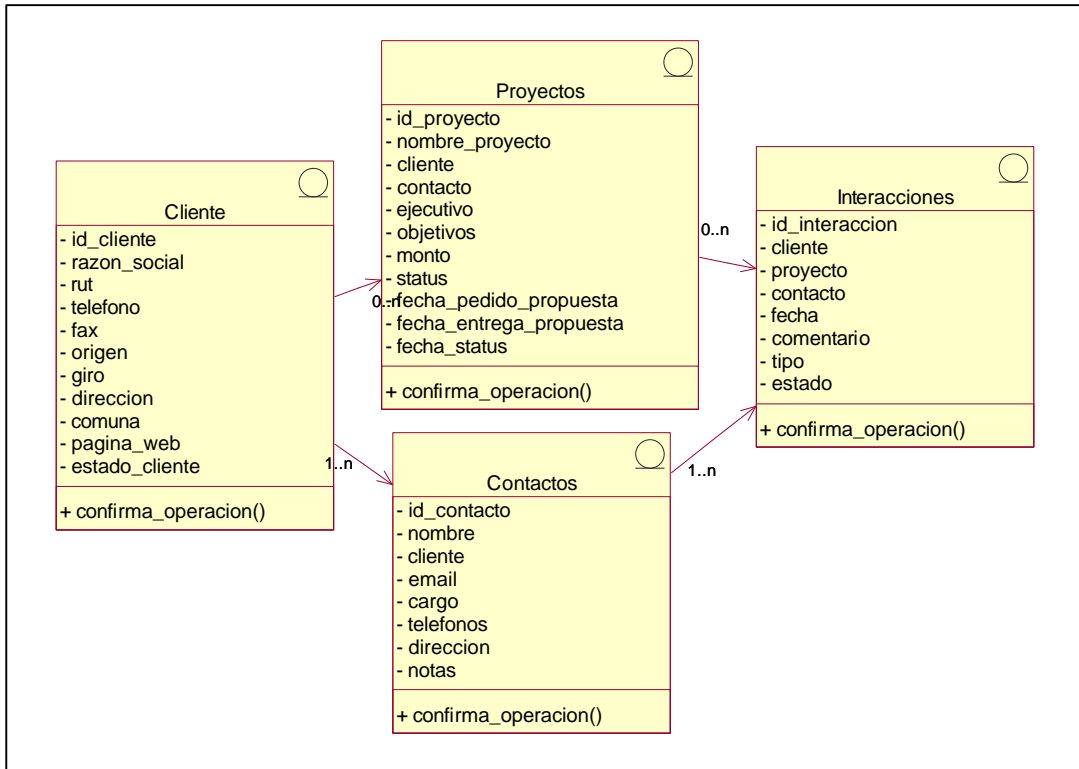 Cliente
- id_cliente
- razon_social
- rut
- telefono
- fax
- origen
- giro
- direccion
- comuna
- pagina_web
- estado_cliente
+ confirma_operacion()
0..n
1..n
Proyectos
- id_proyecto
- nombre_proyecto
- cliente
- contacto
- ejecutivo
- objetivos
- monto
- status
- fecha_pedido_propuesta
- fecha_entrega_propuesta
- fecha_status
+ confirma_operacion()
0..n
Contactos
- id_contacto
- nombre
- cliente
- email
- cargo
- telefonos
- direccion
- notas
+ confirma_operacion()
1..n
Interacciones
- id_interaccion
- cliente
- proyecto
- contacto
- fecha
- comentario
- tipo
- estado
+ confirma_operacion()